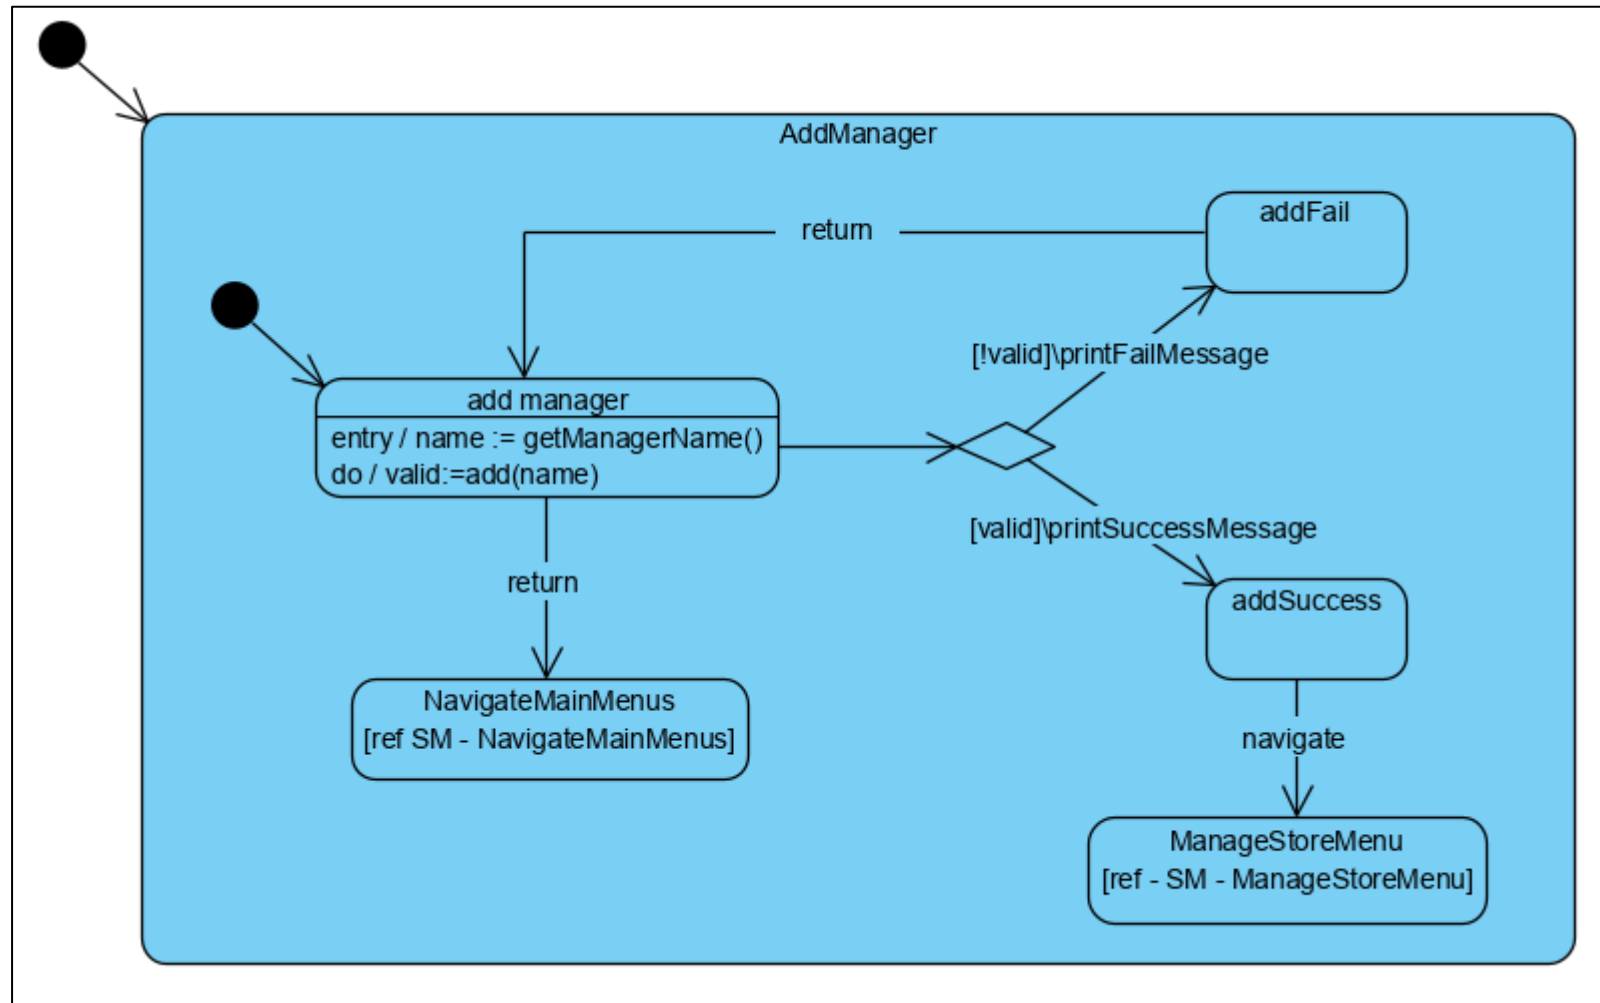 AddManager
addFail
return
[!valid]\printFailMessage
add manager
entry / name := getManagerName()
do / valid:=add(name)
[valid]\printSuccessMessage
return
addSuccess
NavigateMainMenus
[ref SM - NavigateMainMenus]
navigate
ManageStoreMenu
[ref - SM - ManageStoreMenu]